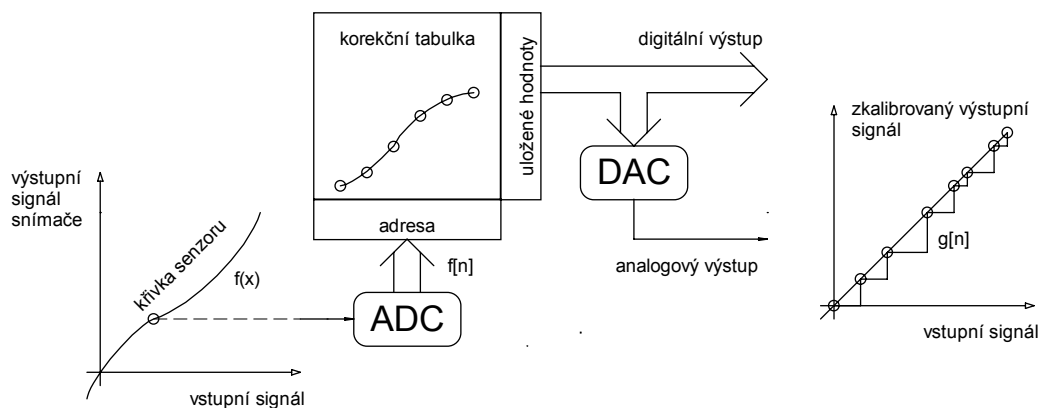 korekční tabulka
uložené hodnoty
digitální výstup
zkalibrovaný výstupní
signál
DAC
výstupní
signál
snímače
křivka senzoru
f(x)
adresa
f[n]
analogový výstup
g[n]
ADC
vstupní signál
vstupní signál